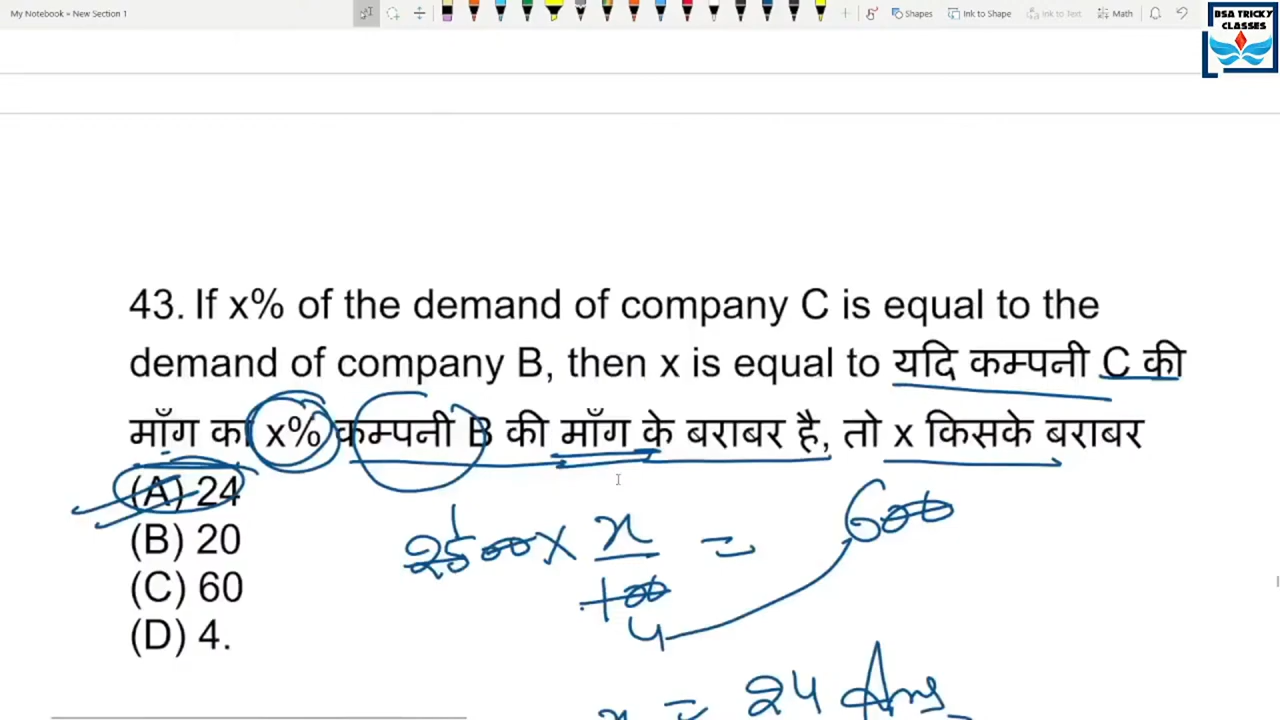 My Notebook » New Section 1
Shapes
Ink to Shape
Ink to Text
Math
BSA TRICKY
CLASSES
43. If x% of the demand of company C is equal to the
demand of company B, then x is equal to यदि कम्पनी C की
माँग का x% कम्पनी B की माँग के बराबर है, तो x किसके बराबर
(A) 24
(B) 20
(C) 60
(D) 4.
1
2500 × x = 600
100
4
x = 24 Ans